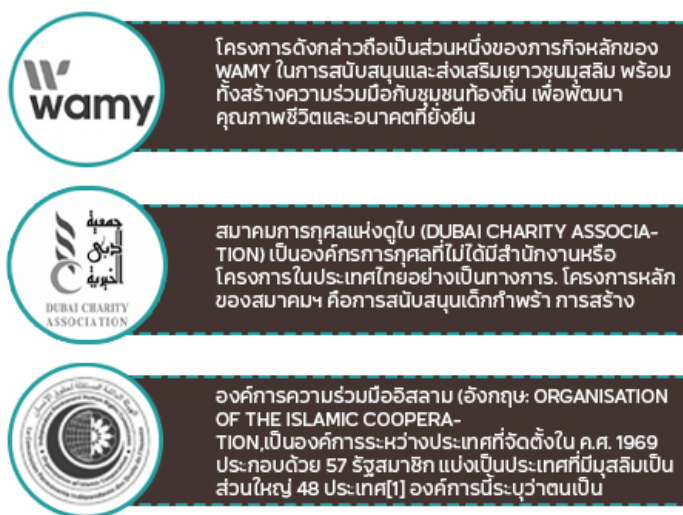 wamy
โครงการดังกล่าวถือเป็นส่วนหนึ่งของภารกิจหลักของ
WAMY ในการสนับสนุนและส่งเสริมเยาวชนมุสลิม พร้อม
ทั้งสร้างความร่วมมือกับชุมชนท้องถิ่น เพื่อพัฒนา
คุณภาพชีวิตและอนาคตที่ยั่งยืน
جمعية
دبي
الخيرية
DUBAI CHARITY
ASSOCIATION
สมาคมการกุศลแห่งดูไบ (DUBAI CHARITY ASSOCIA-
TION) เป็นองค์กรการกุศลที่ไม่ได้มีสำนักงานหรือ
โครงการในประเทศไทยอย่างเป็นทางการ. โครงการหลัก
ของสมาคมฯ คือการสนับสนุนเด็กกำพร้า การสร้าง
องค์การความร่วมมืออิสลาม (อังกฤษ: ORGANISATION
OF THE ISLAMIC COOPERA-
TION,เป็นองค์การระหว่างประเทศที่จัดตั้งใน ค.ศ. 1969
ประกอบด้วย 57 รัฐสมาชิก แบ่งเป็นประเทศที่มีมุสลิมเป็น
ส่วนใหญ่ 48 ประเทศ[1] องค์การนี้ระบุว่าตนเป็น